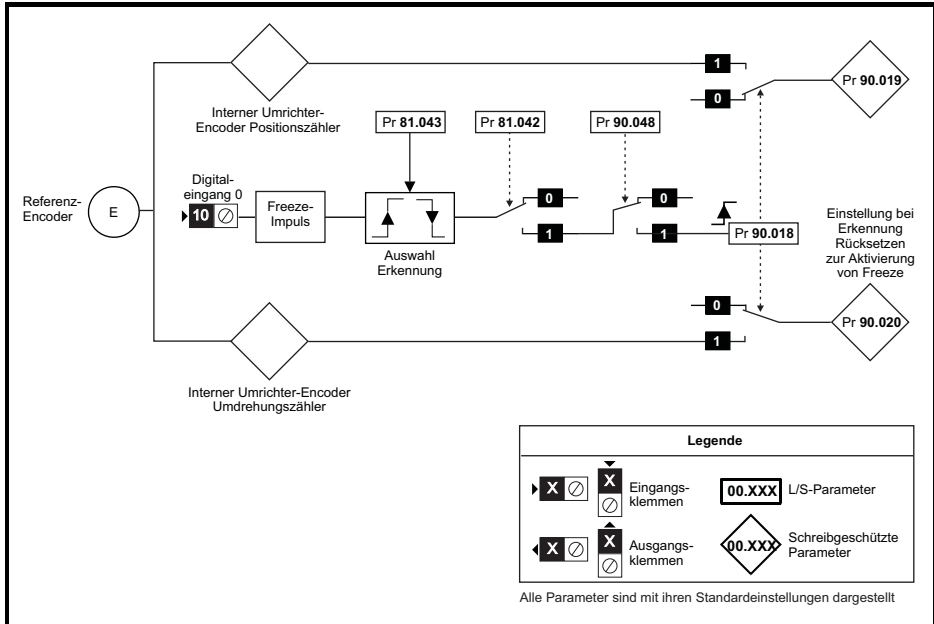 1
0
Pr 90.019
Interner Umrichter-
Encoder Positionszähler
Pr 81.043
Pr 81.042
Pr 90.048
Referenz-
Encoder
E
Digital-
eingang 0
10
Freeze-
Impuls
Auswahl
Erkennung
0
1
0
1
Pr 90.018
Einstellung bei
Erkennung
Rücksetzen
zur Aktivierung
von Freeze
0
1
Pr 90.020
Interner Umrichter-Encoder
Umdrehungszähler
Legende
X
X
Eingangs-
klemmen
00.XXX
L/S-Parameter
X
X
Ausgangs-
klemmen
00.XXX
Schreibgeschützte
Parameter
Alle Parameter sind mit ihren Standardeinstellungen dargestellt